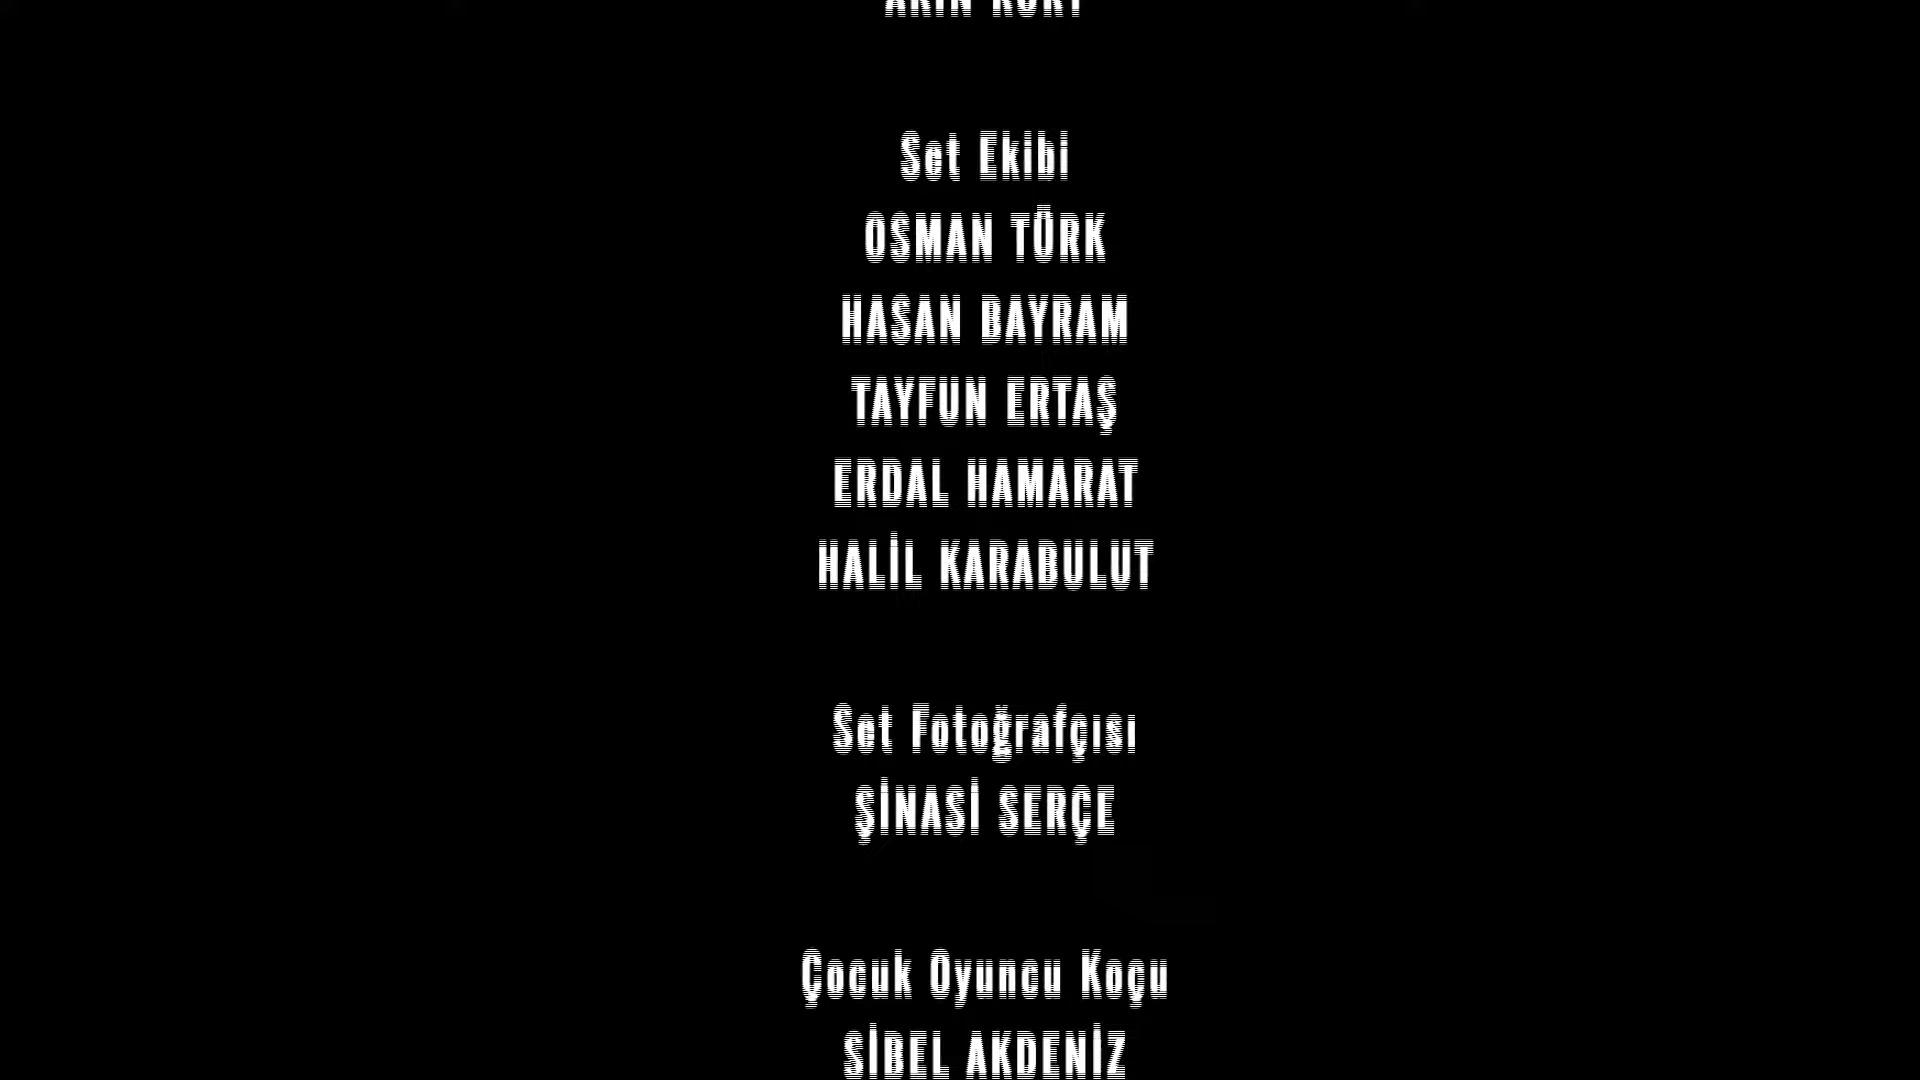 Set Ekibi
OSMAN TÜRK
HASAN BAYRAM
TAYFUN ERTAŞ
ERDAL HAMARAT
HALİL KARABULUT
Set Fotoğrafçısı
ŞİNASİ SERÇE
Çocuk Oyuncu Koçu
SİBEL AKDENİZ